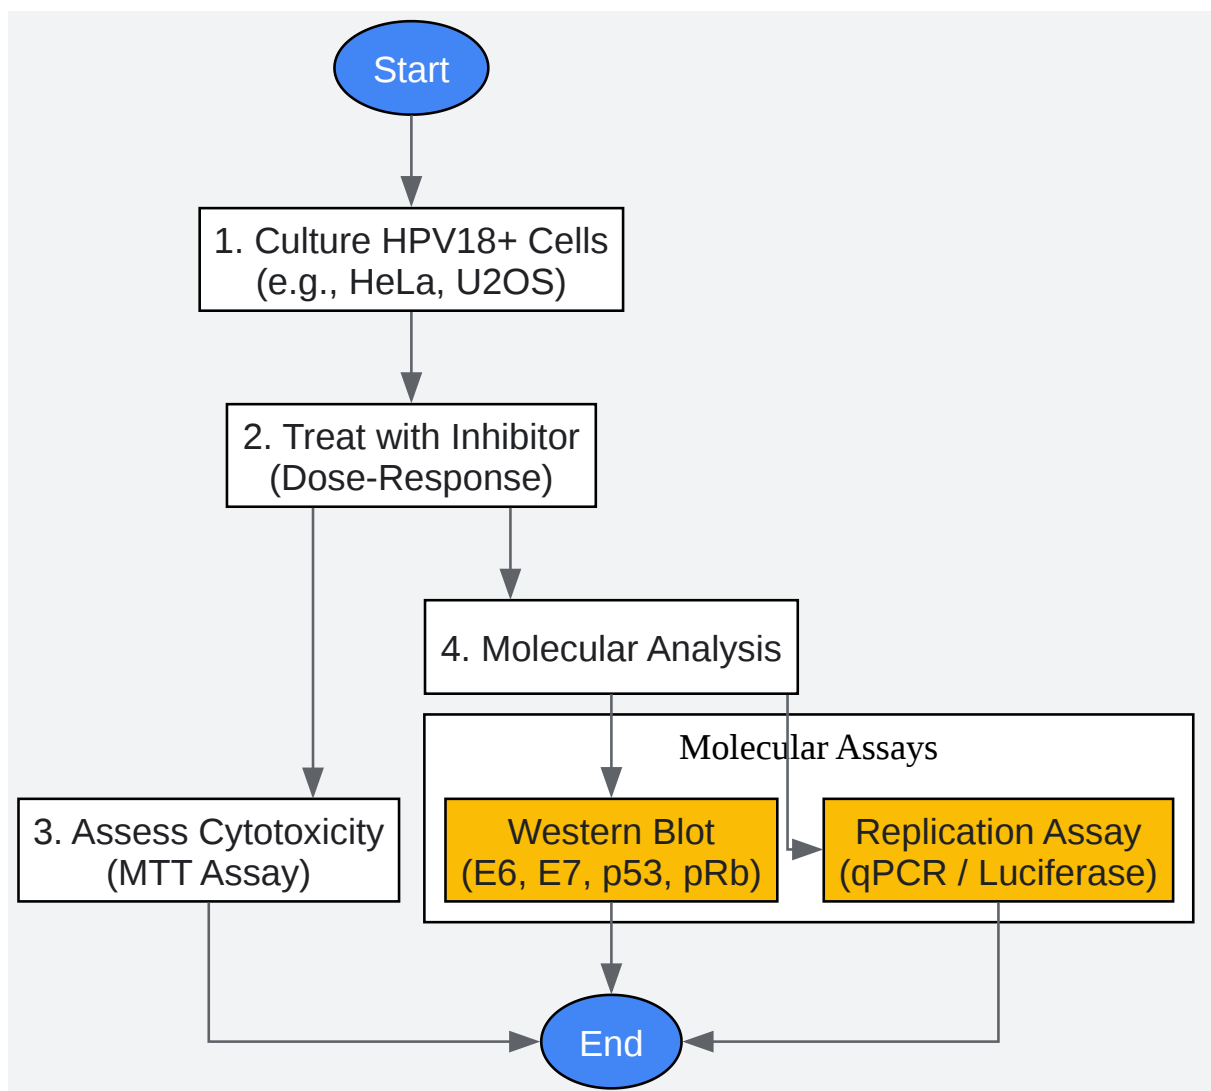 Start
1. Culture HPV18+ Cells
(e.g., HeLa, U2OS)
2. Treat with Inhibitor
(Dose-Response)
4. Molecular Analysis
Molecular Assays
3. Assess Cytotoxicity
(MTT Assay)
Western Blot
(E6, E7, p53, pRb)
Replication Assay
(qPCR / Luciferase)
End